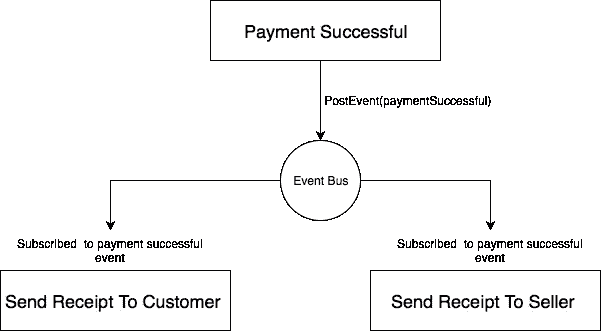 Payment Successful
PostEvent(paymentSuccessful)
Event Bus
Subscribed to payment successful
event
Subscribed to payment successful
event
Send Receipt To Customer
Send Receipt To Seller